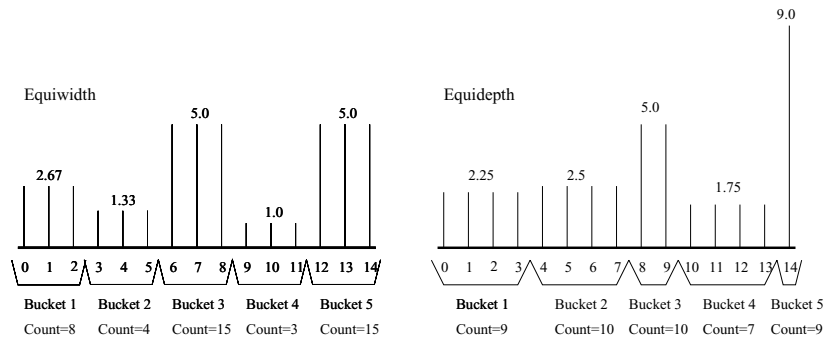 9.0
Equiwidth
Equidepth
5.0 5.0
5.0
2.67
1.33
1.0
2.25 2.5
1.75
0 1 2 3 4 5 6 7 8 9 10 11 12 13 14
0 1 2 3 4 5 6 7 8 9 10 11 12 13 14
Bucket 1 Bucket 2 Bucket 3 Bucket 4 Bucket 5
Count=8 Count=4 Count=15 Count=3 Count=15
Bucket 1 Bucket 2 Bucket 3 Bucket 4 Bucket 5
Count=9 Count=10 Count=10 Count=7 Count=9